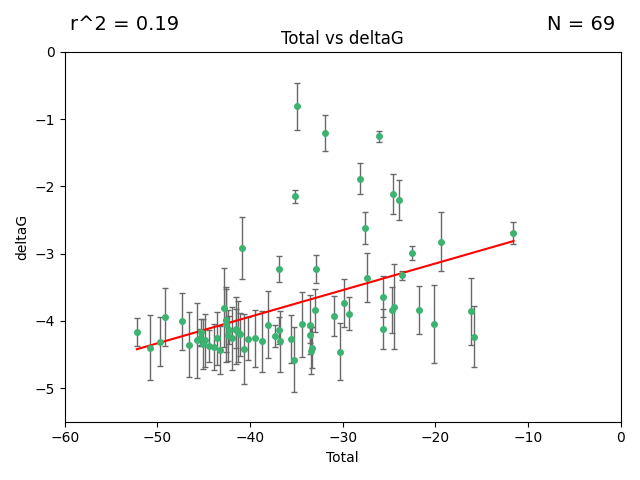 r^2 = 0.19
N = 69
Total vs deltaG
0
−1
−2
−3
−4
−5
deltaG
−60 −50 −40 −30 −20 −10 0
Total